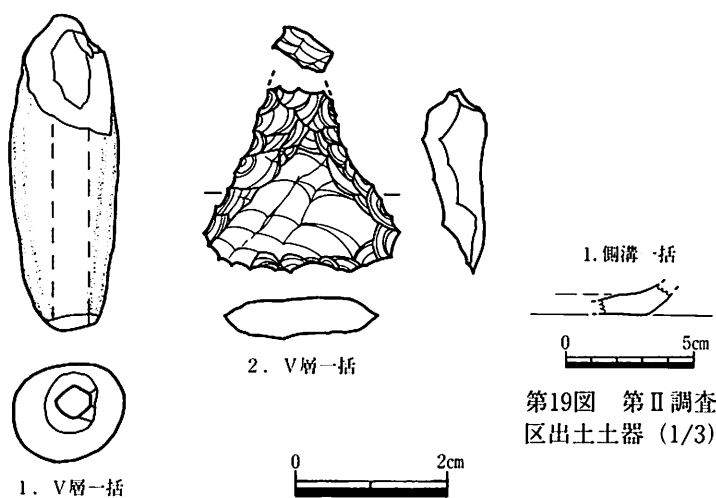 2. V層一括
1. V層一括
0 2cm
1. 側溝一括
0 5cm
第19図 第Ⅱ調査
区出土土器 (1/3)